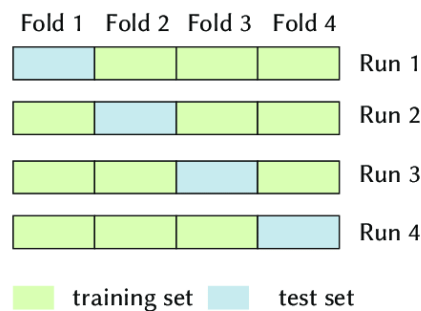 Fold 1 Fold 2 Fold 3 Fold 4
Run 1
Run 2
Run 3
Run 4
training set test set